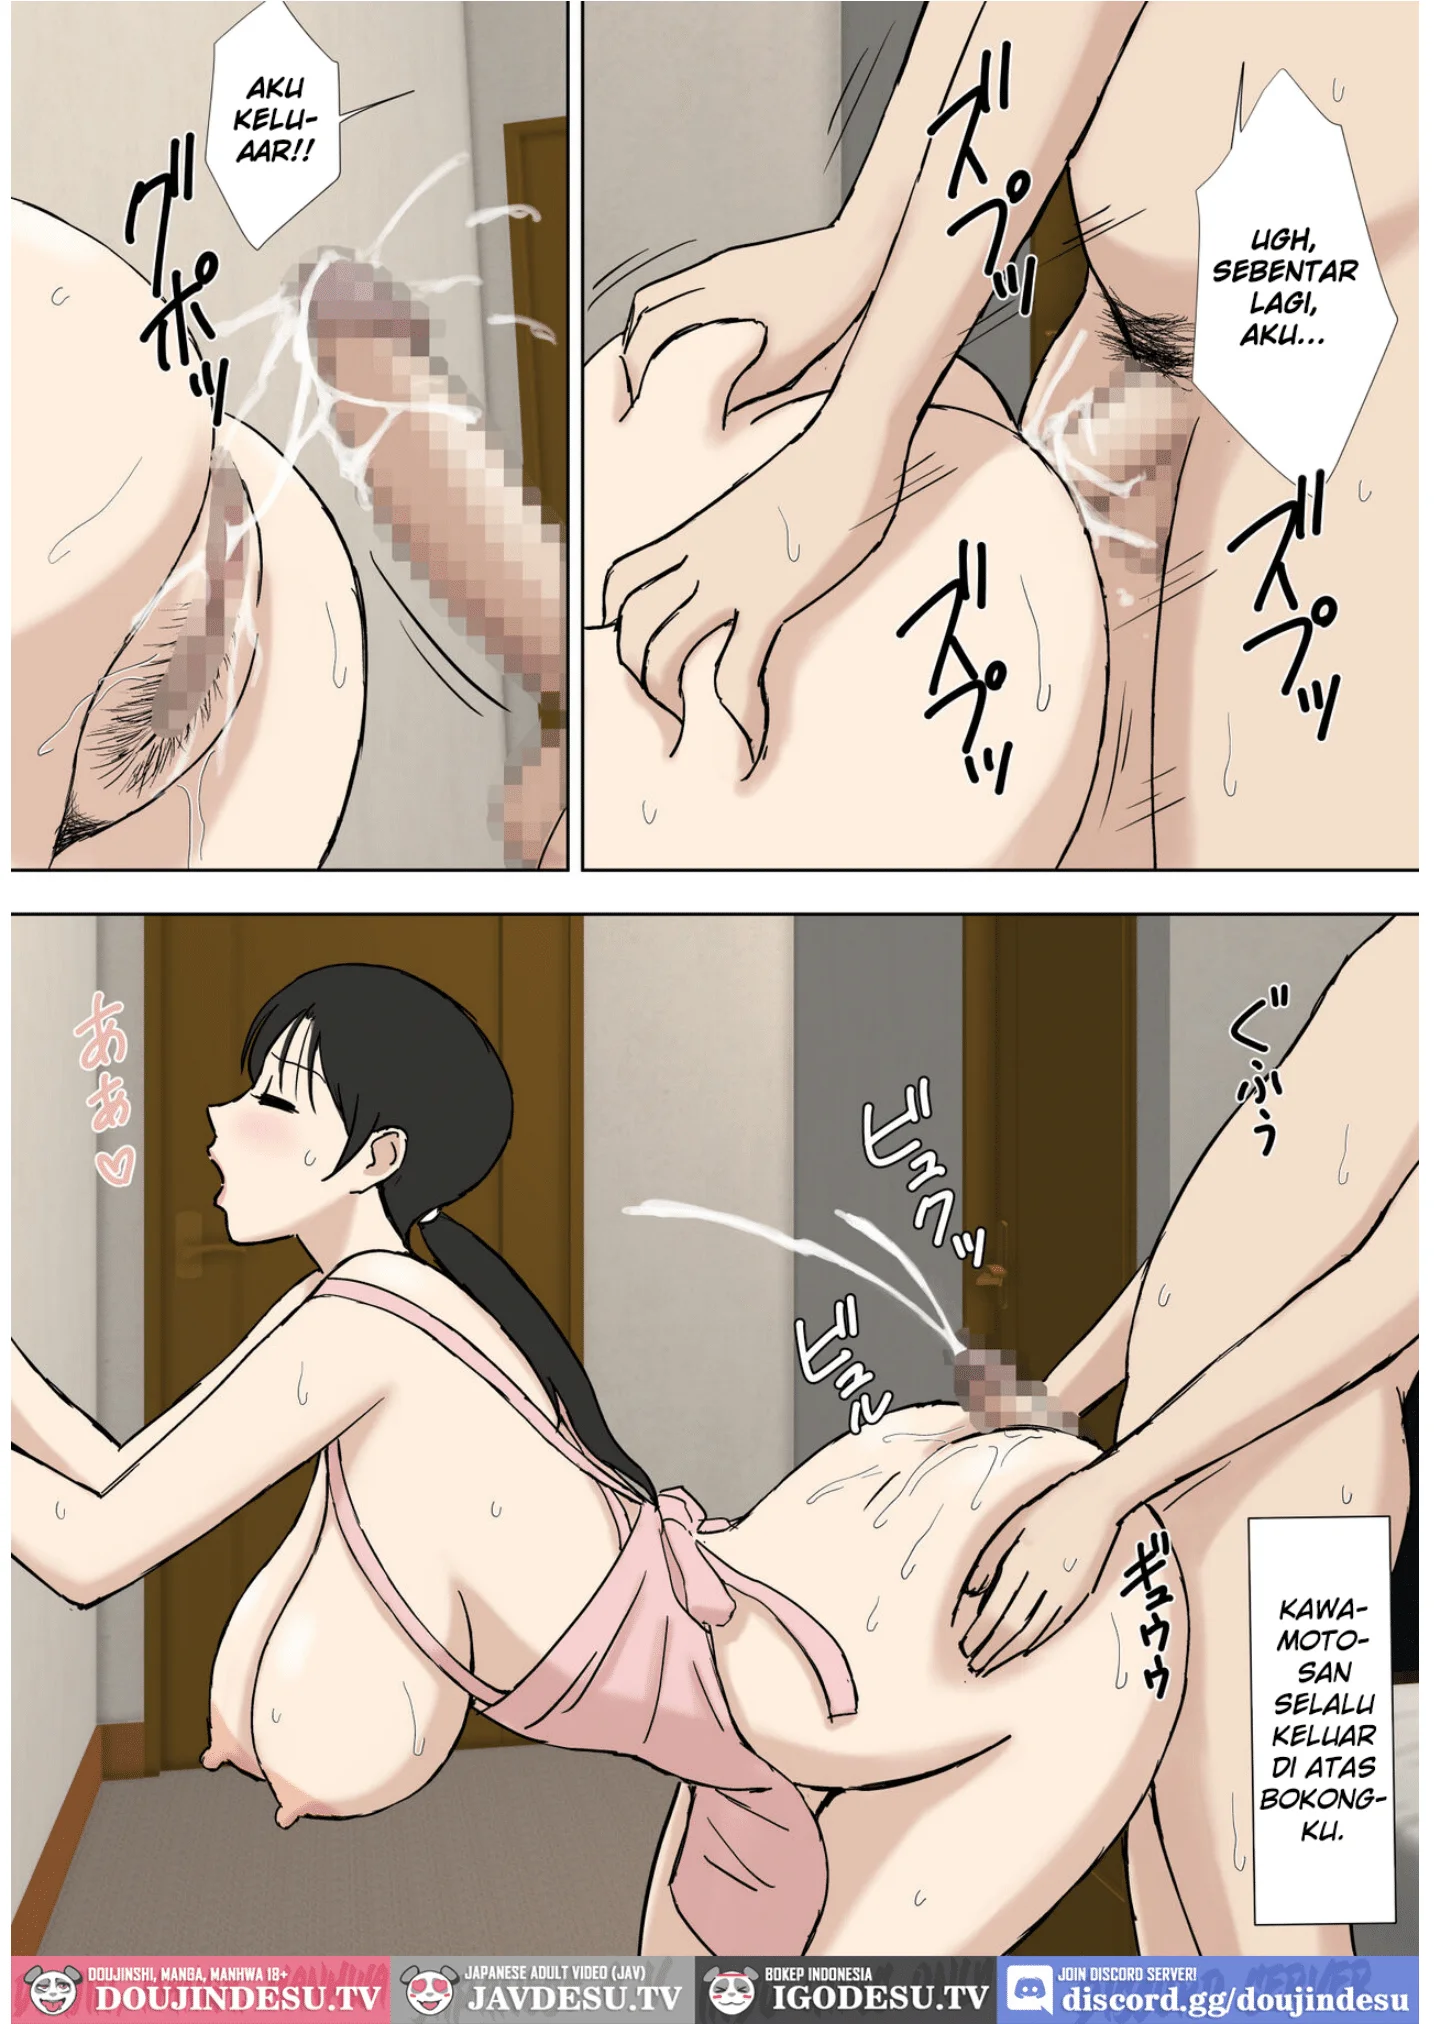 UGH,
SEBENTAR
LAGI,
AKU...
ズプッ
ズプッ
ズプッ
AKU
KELU-
AAR!!
グポッ
ぐふぅ
ビュクッ
ビュル
ギュウゥ
あぁ♡
KAWA-
MOTO-
SAN
SELALU
KELUAR
DI ATAS
BOKONG-
KU.
DOUJINSHI, MANGA, MANHWA 18+
DOUJINDESU.TV
JAPANESE ADULT VIDEO (JAV)
JAVDESU.TV
BOKEP INDONESIA
IGODESU.TV
JOIN DISCORD SERVER!
discord.gg/doujindesu